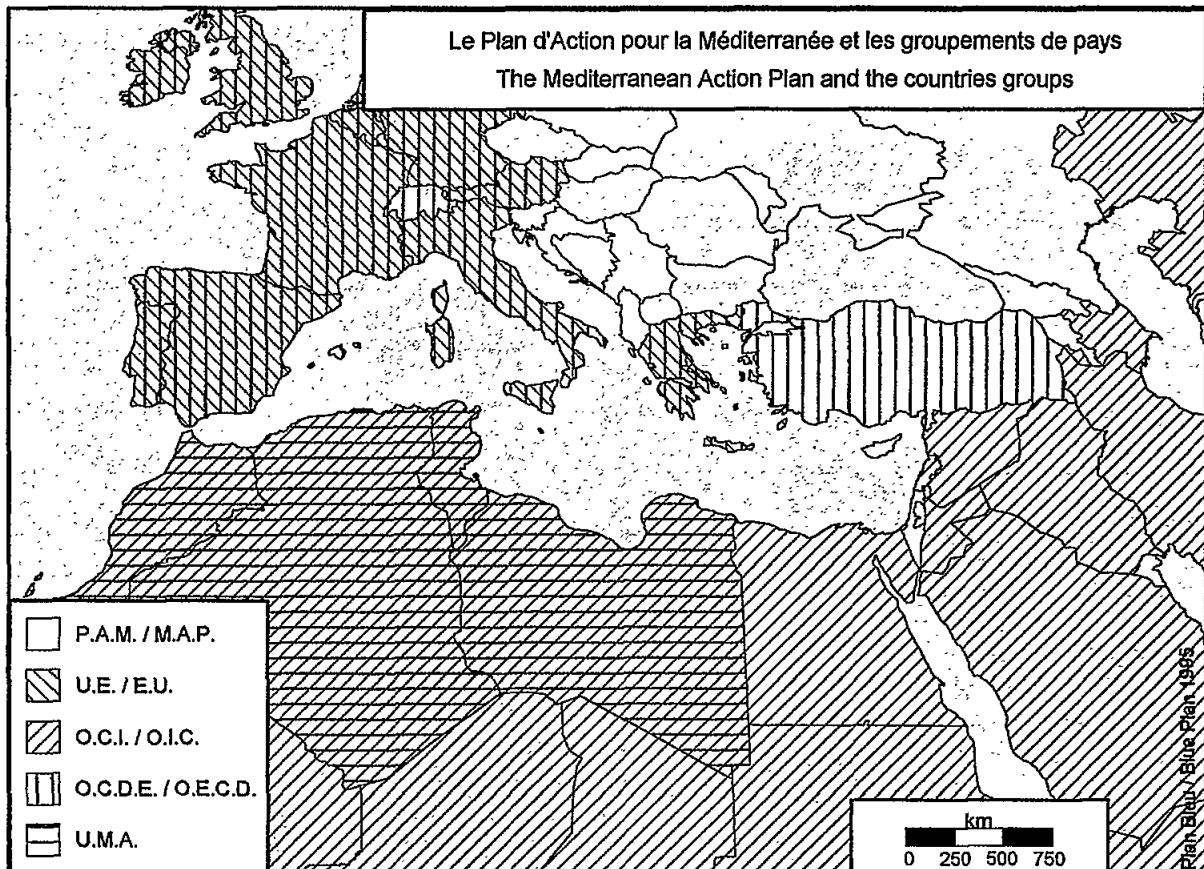 Le Plan d'Action pour la Méditerranée et les groupements de pays
The Mediterranean Action Plan and the countries groups
P.A.M. / M.A.P.
U.E. / E.U.
O.C.I. / O.I.C.
O.C.D.E. / O.E.C.D.
U.M.A.
km
0 250 500 750
Plan Bleu / Blue Plan 1995